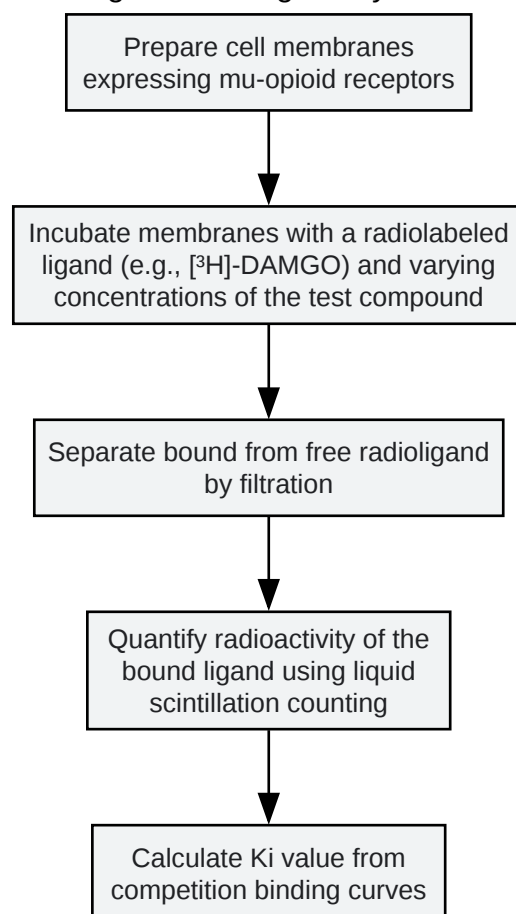 Prepare cell membranes
expressing mu-opioid receptors
Incubate membranes with a radiolabeled
ligand (e.g., [³H]-DAMGO) and varying
concentrations of the test compound
Separate bound from free radioligand
by filtration
Quantify radioactivity of the
bound ligand using liquid
scintillation counting
Calculate Ki value from
competition binding curves